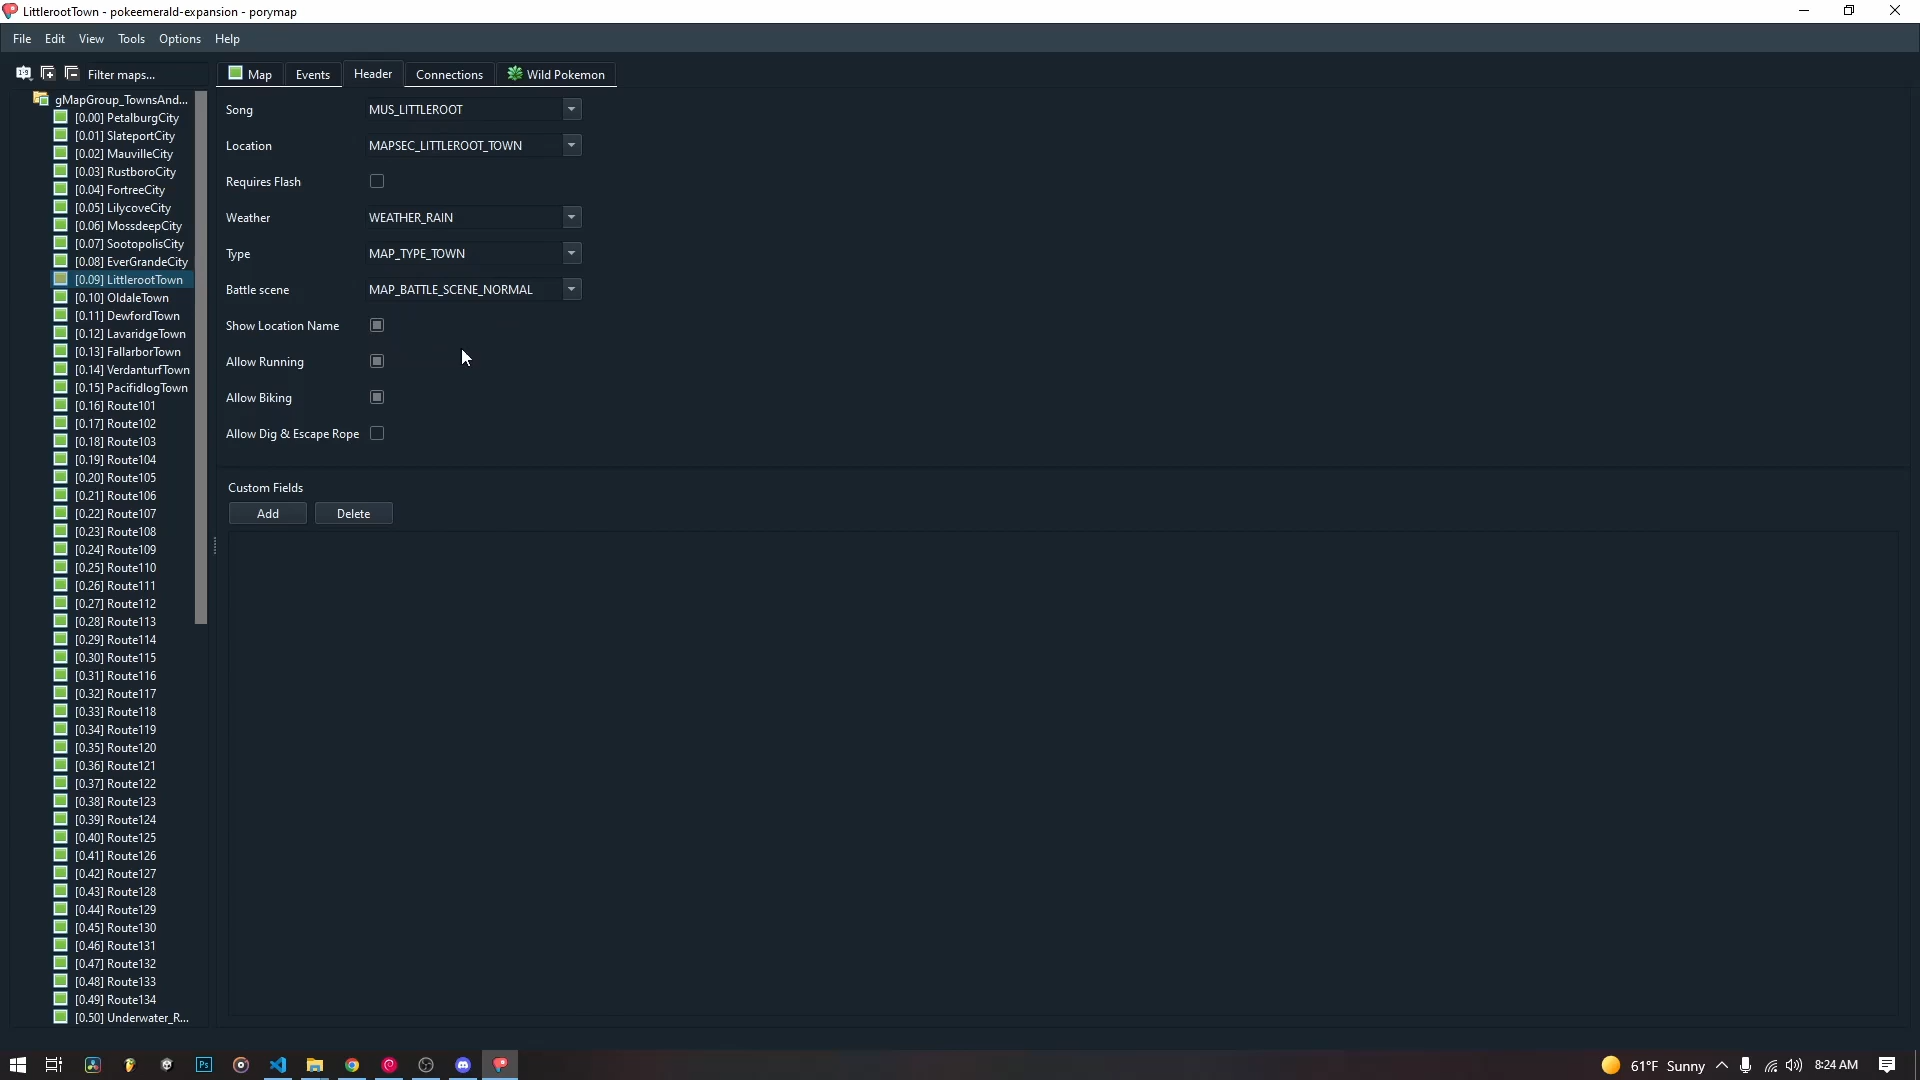 LittlerootTown - pokeemerald-expansion - porymap
File Edit View Tools Options Help
Filter maps...
gMapGroup_TownsAnd...
[0.00] PetalburgCity
[0.01] SlateportCity
[0.02] MauvilleCity
[0.03] RustboroCity
[0.04] FortreeCity
[0.05] LilycoveCity
[0.06] MossdeepCity
[0.07] SootopolisCity
[0.08] EverGrandeCity
[0.09] LittlerootTown
[0.10] OldaleTown
[0.11] DewfordTown
[0.12] LavaridgeTown
[0.13] FallarborTown
[0.14] VerdanturfTown
[0.15] PacifidlogTown
[0.16] Route101
[0.17] Route102
[0.18] Route103
[0.19] Route104
[0.20] Route105
[0.21] Route106
[0.22] Route107
[0.23] Route108
[0.24] Route109
[0.25] Route110
[0.26] Route111
[0.27] Route112
[0.28] Route113
[0.29] Route114
[0.30] Route115
[0.31] Route116
[0.32] Route117
[0.33] Route118
[0.34] Route119
[0.35] Route120
[0.36] Route121
[0.37] Route122
[0.38] Route123
[0.39] Route124
[0.40] Route125
[0.41] Route126
[0.42] Route127
[0.43] Route128
[0.44] Route129
[0.45] Route130
[0.46] Route131
[0.47] Route132
[0.48] Route133
[0.49] Route134
[0.50] Underwater_R...
Map Events Header Connections Wild Pokemon
Song MUS_LITTLEROOT
Location MAPSEC_LITTLEROOT_TOWN
Requires Flash
Weather WEATHER_RAIN
Type MAP_TYPE_TOWN
Battle scene MAP_BATTLE_SCENE_NORMAL
Show Location Name
Allow Running
Allow Biking
Allow Dig & Escape Rope
Custom Fields
Add Delete
Ps
61°F Sunny 8:24 AM